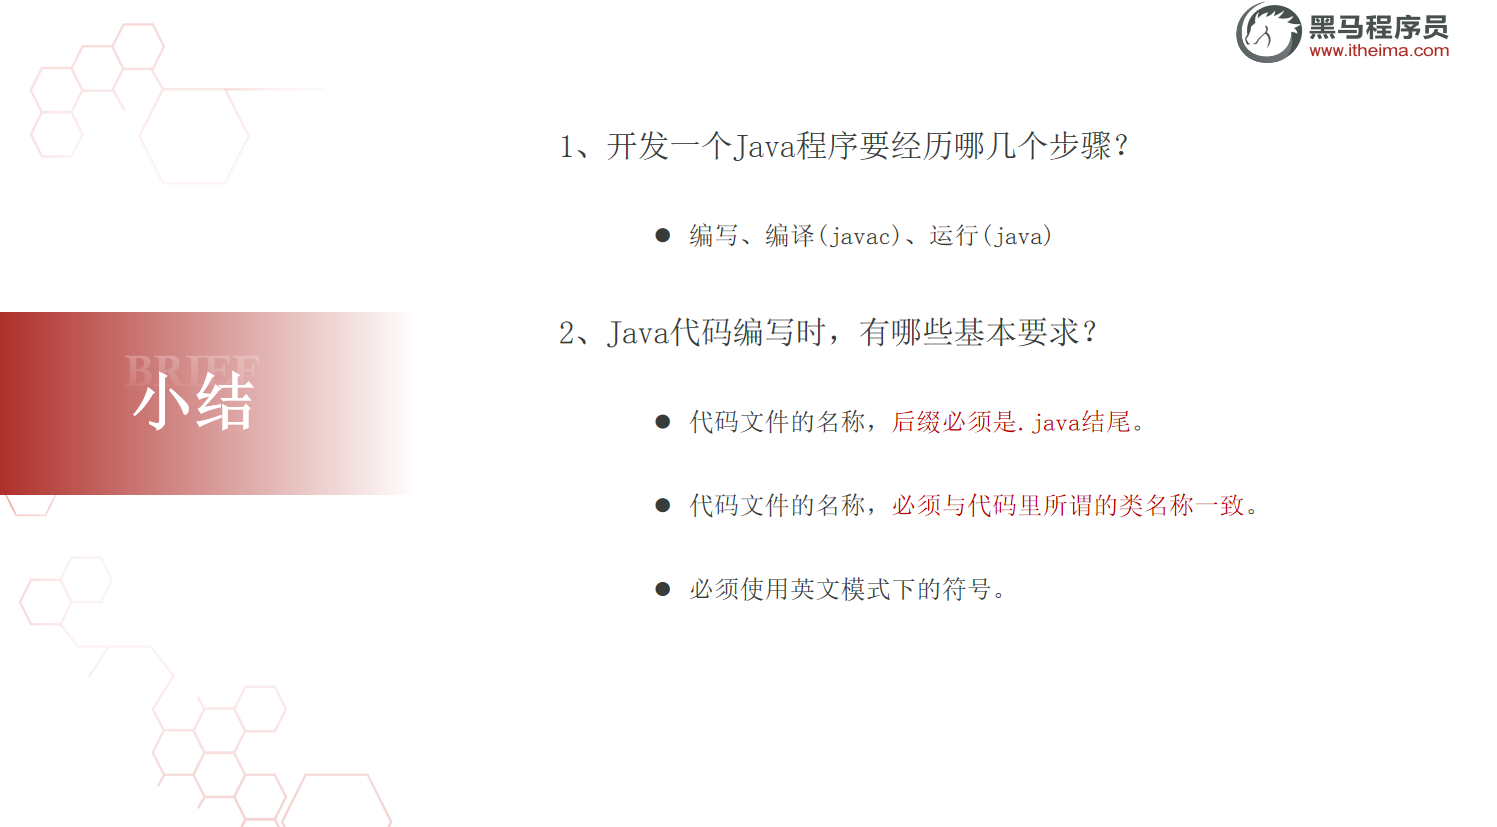 黑马程序员
www.itheima.com
1、开发一个Java程序要经历哪几个步骤？
● 编写、编译(javac)、运行(java)
2、Java代码编写时，有哪些基本要求？
BRIEF
小结
● 代码文件的名称，后缀必须是.java结尾。
● 代码文件的名称，必须与代码里所谓的类名称一致。
● 必须使用英文模式下的符号。